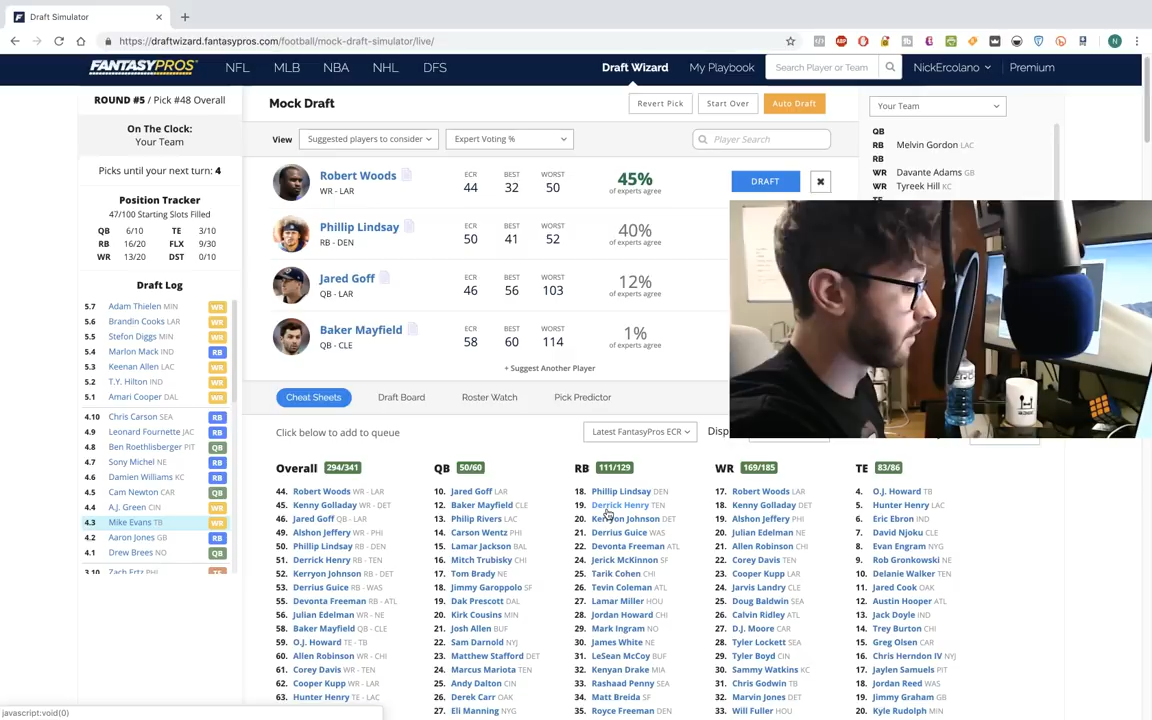 Draft Simulator
https://draftwizard.fantasypros.com/football/mock-draft-simulator/live/
FANTASYPROS NFL MLB NBA NHL DFS Draft Wizard My Playbook Search Player or Team NickErcolano Premium
ROUND #5 / Pick #48 Overall
On The Clock:
Your Team
Picks until your next turn: 4
Position Tracker
47/100 Starting Slots Filled
QB 6/10 TE 3/10
RB 16/20 FLX 9/30
WR 13/20 DST 0/10
Draft Log
5.7 Adam Thielen MIN WR
5.6 Brandin Cooks LAR WR
5.5 Stefon Diggs MIN WR
5.4 Marlon Mack IND RB
5.3 Keenan Allen LAC WR
5.2 T.Y. Hilton IND WR
5.1 Amari Cooper DAL WR
4.10 Chris Carson SEA RB
4.9 Leonard Fournette JAC RB
4.8 Ben Roethlisberger PIT QB
4.7 Sony Michel NE RB
4.6 Damien Williams KC RB
4.5 Cam Newton CAR QB
4.4 A.J. Green CIN WR
4.3 Mike Evans TB WR
4.2 Aaron Jones GB RB
4.1 Drew Brees NO QB
3.10 Zach Ertz PHI TE
javascript:void(0)
Mock Draft Revert Pick Start Over Auto Draft
View Suggested players to consider Expert Voting % Player Search
Robert Woods
WR - LAR
ECR BEST WORST
44 32 50
45%
of experts agree
DRAFT
Phillip Lindsay
RB - DEN
ECR BEST WORST
50 41 52
40%
of experts agree
Jared Goff
QB - LAR
ECR BEST WORST
46 56 103
12%
of experts agree
Baker Mayfield
QB - CLE
ECR BEST WORST
58 60 114
1%
of experts agree
+ Suggest Another Player
Your Team
QB
RB Melvin Gordon LAC
RB
WR Davante Adams GB
WR Tyreek Hill KC
Cheat Sheets Draft Board Roster Watch Pick Predictor
Click below to add to queue Latest FantasyPros ECR
Overall 294/341
44. Robert Woods WR - LAR
45. Kenny Golladay WR - DET
46. Jared Goff QB - LAR
49. Alshon Jeffery WR - PHI
50. Phillip Lindsay RB - DEN
51. Derrick Henry RB - TEN
52. Kerryon Johnson RB - DET
53. Derrius Guice RB - WAS
55. Devonta Freeman RB - ATL
56. Julian Edelman WR - NE
58. Baker Mayfield QB - CLE
59. O.J. Howard TE - TB
60. Allen Robinson WR - CHI
61. Corey Davis WR - TEN
62. Cooper Kupp WR - LAR
63. Hunter Henry TE - LAC
QB 50/60
10. Jared Goff LAR
12. Baker Mayfield CLE
13. Philip Rivers LAC
14. Carson Wentz PHI
15. Lamar Jackson BAL
16. Mitch Trubisky CHI
17. Tom Brady NE
18. Jimmy Garoppolo SF
19. Dak Prescott DAL
20. Kirk Cousins MIN
21. Josh Allen BUF
22. Sam Darnold NYJ
23. Matthew Stafford DET
24. Marcus Mariota TEN
25. Andy Dalton CIN
26. Derek Carr OAK
27. Eli Manning NYG
RB 111/129
18. Phillip Lindsay DEN
19. Derrick Henry TEN
20. Kerryon Johnson DET
21. Derrius Guice WAS
22. Devonta Freeman ATL
24. Jerick McKinnon SF
25. Tarik Cohen CHI
26. Tevin Coleman ATL
27. Lamar Miller HOU
28. Jordan Howard CHI
29. Mark Ingram NO
30. James White NE
31. LeSean McCoy BUF
32. Kenyan Drake MIA
33. Rashaad Penny SEA
34. Matt Breida SF
35. Royce Freeman DEN
WR 169/185
17. Robert Woods LAR
18. Kenny Golladay DET
19. Alshon Jeffery PHI
20. Julian Edelman NE
21. Allen Robinson CHI
22. Corey Davis TEN
23. Cooper Kupp LAR
24. Jarvis Landry CLE
25. Doug Baldwin SEA
26. Calvin Ridley ATL
27. D.J. Moore CAR
28. Tyler Lockett SEA
29. Tyler Boyd CIN
30. Sammy Watkins KC
31. Chris Godwin TB
32. Marvin Jones DET
33. Will Fuller HOU
TE 83/86
4. O.J. Howard TB
5. Hunter Henry LAC
6. Eric Ebron IND
7. David Njoku CLE
8. Evan Engram NYG
9. Rob Gronkowski NE
10. Delanie Walker TEN
11. Jared Cook OAK
12. Austin Hooper ATL
13. Jack Doyle IND
14. Trey Burton CHI
15. Greg Olsen CAR
16. Chris Herndon IV NYJ
17. Jaylen Samuels PIT
18. Jordan Reed WAS
19. Jimmy Graham GB
20. Kyle Rudolph MIN